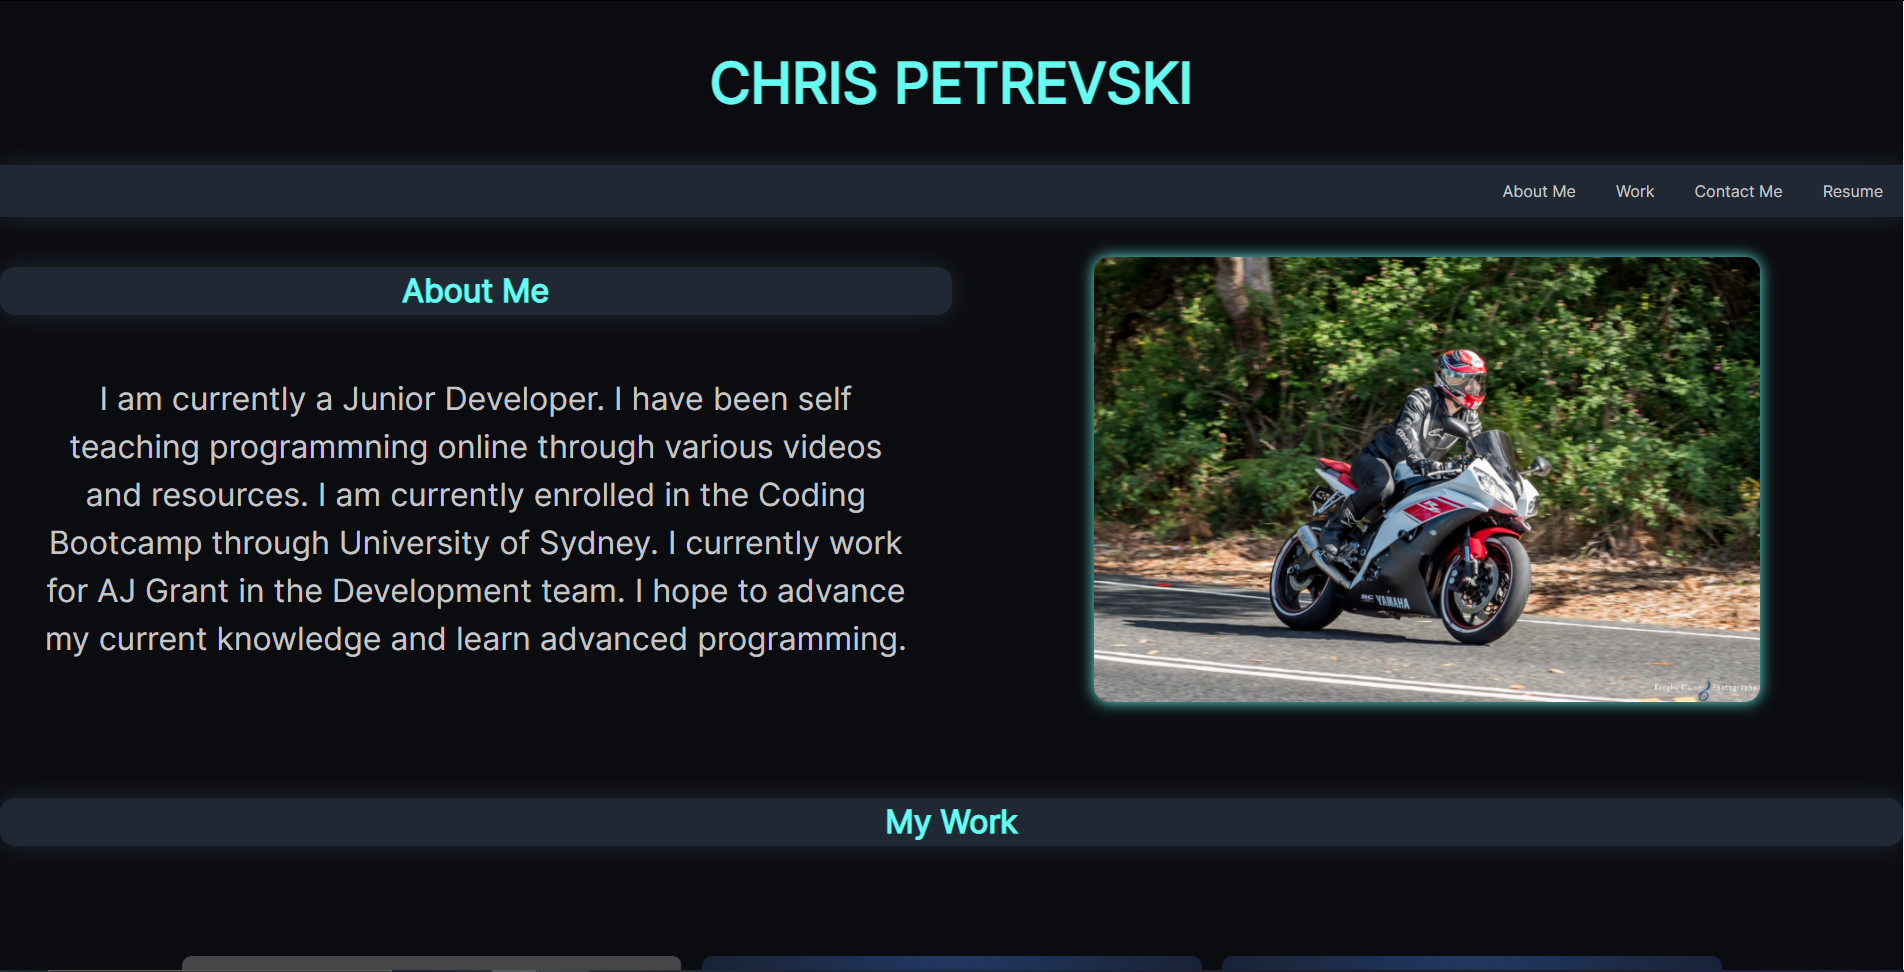 CHRIS PETREVSKI
About Me
Work
Contact Me
Resume
About Me
I am currently a Junior Developer. I have been self
teaching programmning online through various videos
and resources. I am currently enrolled in the Coding
Bootcamp through University of Sydney. I currently work
for AJ Grant in the Development team. I hope to advance
my current knowledge and learn advanced programming.
YAMAHA
Photography
My Work